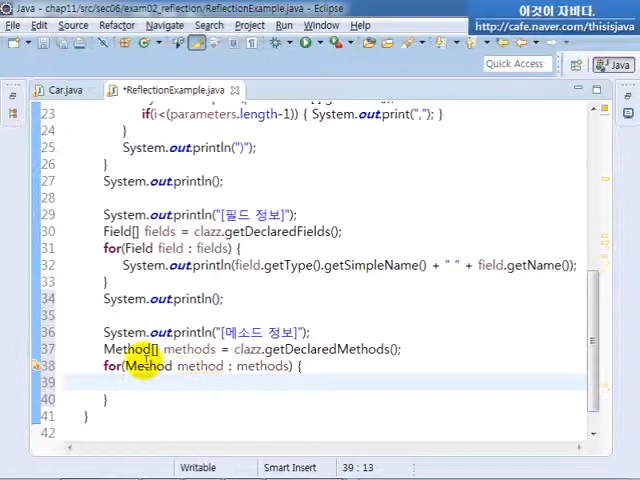 Java - chap11/src/sec06/exam02_reflection/ReflectionExample.java - Eclipse
이것이 자바다.
http://cafe.naver.com/thisisjava
File Edit Source Refactor Navigate Search Project Run Window Help
Quick Access
Java
Car.java
*ReflectionExample.java
23 if(i<(parameters.length-1)) { System.out.print(","); }
24 }
25 System.out.println(")");
26 }
27 System.out.println();
28
29 System.out.println("[필드 정보]");
30 Field[] fields = clazz.getDeclaredFields();
31 for(Field field : fields) {
32 System.out.println(field.getType().getSimpleName() + " " + field.getName());
33 }
34 System.out.println();
35
36 System.out.println("[메소드 정보]");
37 Method[] methods = clazz.getDeclaredMethods();
38 for(Method method : methods) {
39
40 }
41 }
42
Writable
Smart Insert
39 : 13